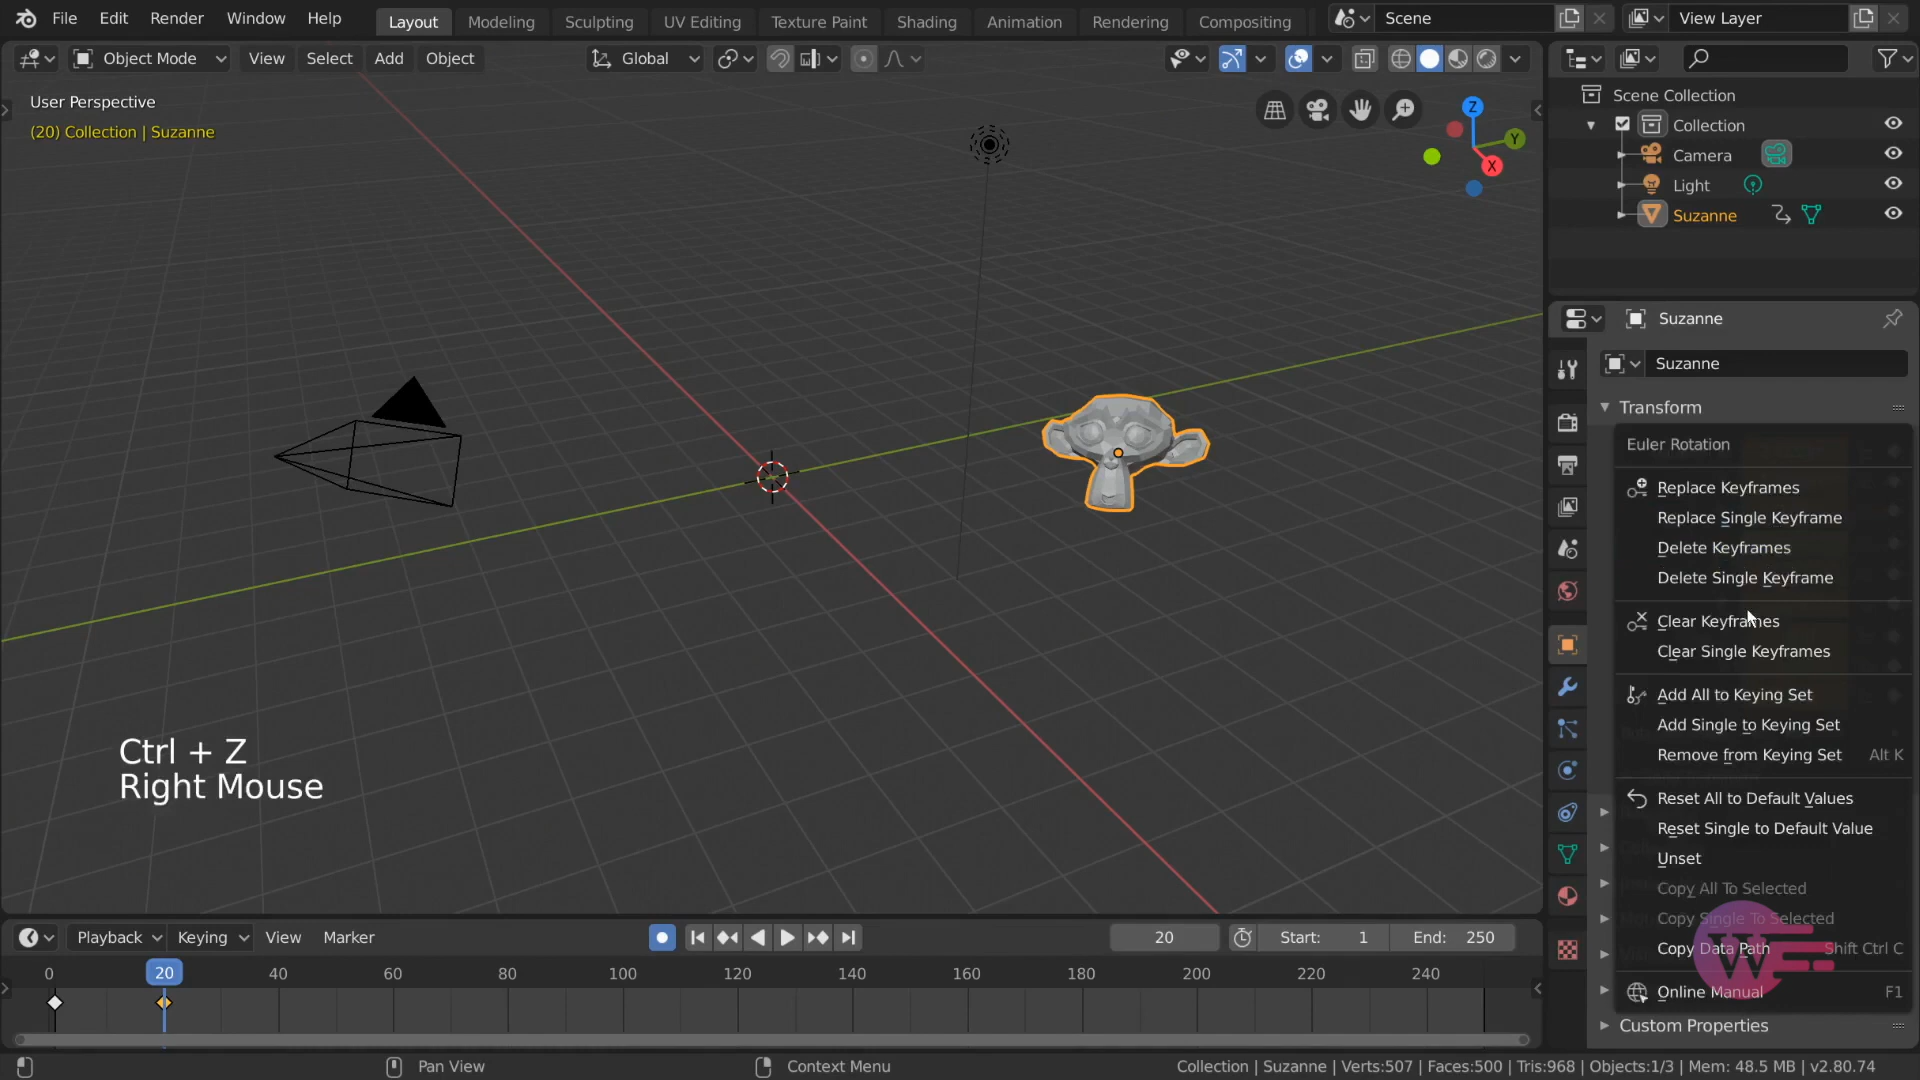 File Edit Render Window Help Layout Modeling Sculpting UV Editing Texture Paint Shading Animation Rendering Compositing Scene View Layer
Object Mode View Select Add Object Global
User Perspective
(20) Collection | Suzanne
Z
Y
X
Scene Collection
Collection
Camera
Light
Suzanne
Suzanne
Suzanne
Transform
Euler Rotation
Replace Keyframes
Replace Single Keyframe
Delete Keyframes
Delete Single Keyframe
Clear Keyframes
Clear Single Keyframes
Add All to Keying Set
Add Single to Keying Set
Remove from Keying Set Alt K
Reset All to Default Values
Reset Single to Default Value
Unset
Copy All To Selected
Copy Single To Selected
Copy Data Path Shift Ctrl C
Online Manual F1
Custom Properties
Ctrl + Z
Right Mouse
Playback Keying View Marker 20 Start: 1 End: 250
0 20 40 60 80 100 120 140 160 180 200 220 240
Pan View Context Menu Collection | Suzanne | Verts:507 | Faces:500 | Tris:968 | Objects:1/3 | Mem: 48.5 MB | v2.80.74